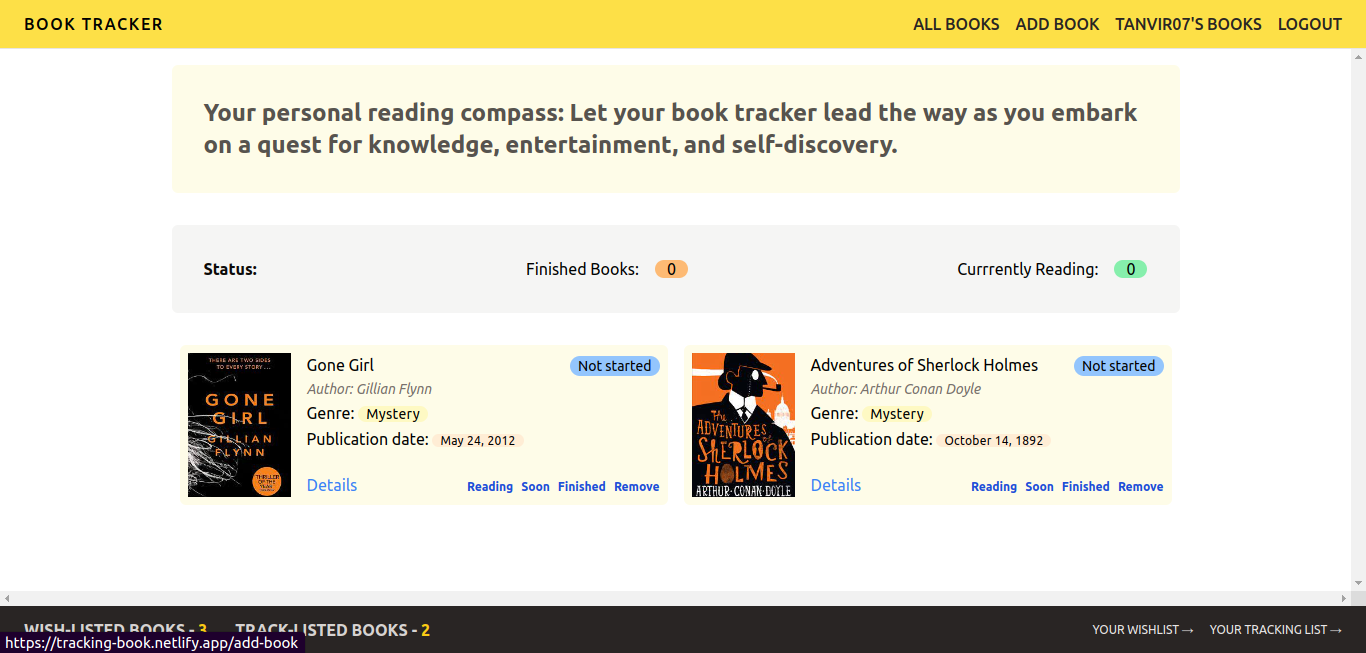 BOOK TRACKER
ALL BOOKS ADD BOOK TANVIR07'S BOOKS LOGOUT
Your personal reading compass: Let your book tracker lead the way as you embark
on a quest for knowledge, entertainment, and self-discovery.
Status: Finished Books: 0 Currrently Reading: 0
THERE ARE TWO SIDES
TO EVERY STORY...
GONE
GIRL
GILLIAN
FLYNN
THRILLER
OF THE
YEAR
Gone Girl Not started
Author: Gillian Flynn
Genre: Mystery
Publication date: May 24, 2012
Details Reading Soon Finished Remove
The
ADVENTURES
OF
SHERLOCK
HOLMES
ARTHUR·CONAN·DOYLE
Adventures of Sherlock Holmes Not started
Author: Arthur Conan Doyle
Genre: Mystery
Publication date: October 14, 1892
Details Reading Soon Finished Remove
WISH-LISTED BOOKS - 3 TRACK-LISTED BOOKS - 2
YOUR WISHLIST → YOUR TRACKING LIST →
https://tracking-book.netlify.app/add-book